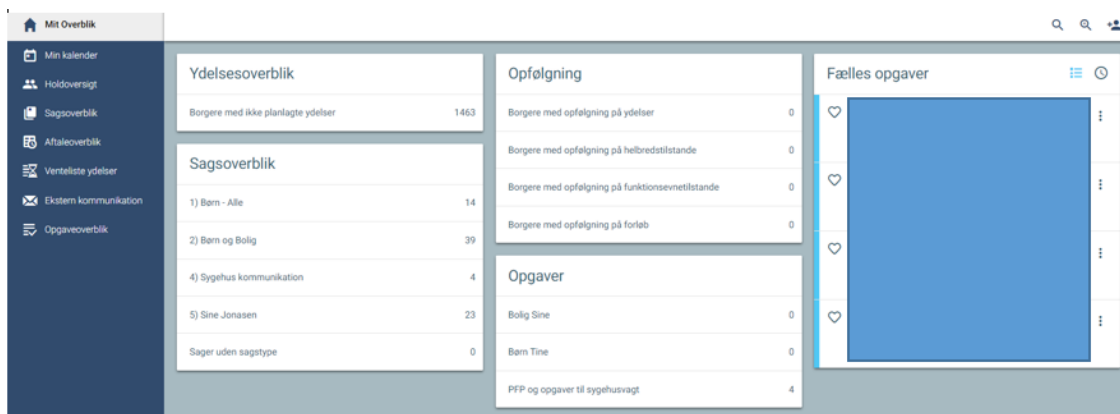 Mit Overblik
Min kalender
Holdoversigt
Sagsoverblik
Aftaleoverblik
Venteliste ydelser
Ekstern kommunikation
Opgaveoverblik
Ydelsesoverblik
Borgere med ikke planlagte ydelser 1463
Sagsoverblik
1) Børn - Alle 14
2) Børn og Bolig 39
4) Sygehus kommunikation 4
5) Sine Jonasen 23
Sager uden sagstype 0
Opfølgning
Borgere med opfølgning på ydelser 0
Borgere med opfølgning på helbredstilstande 0
Borgere med opfølgning på funktionsevnetilstande 0
Borgere med opfølgning på forløb 0
Opgaver
Bolig Sine 0
Børn Tine 0
PFP og opgaver til sygehusvagt 4
Fælles opgaver